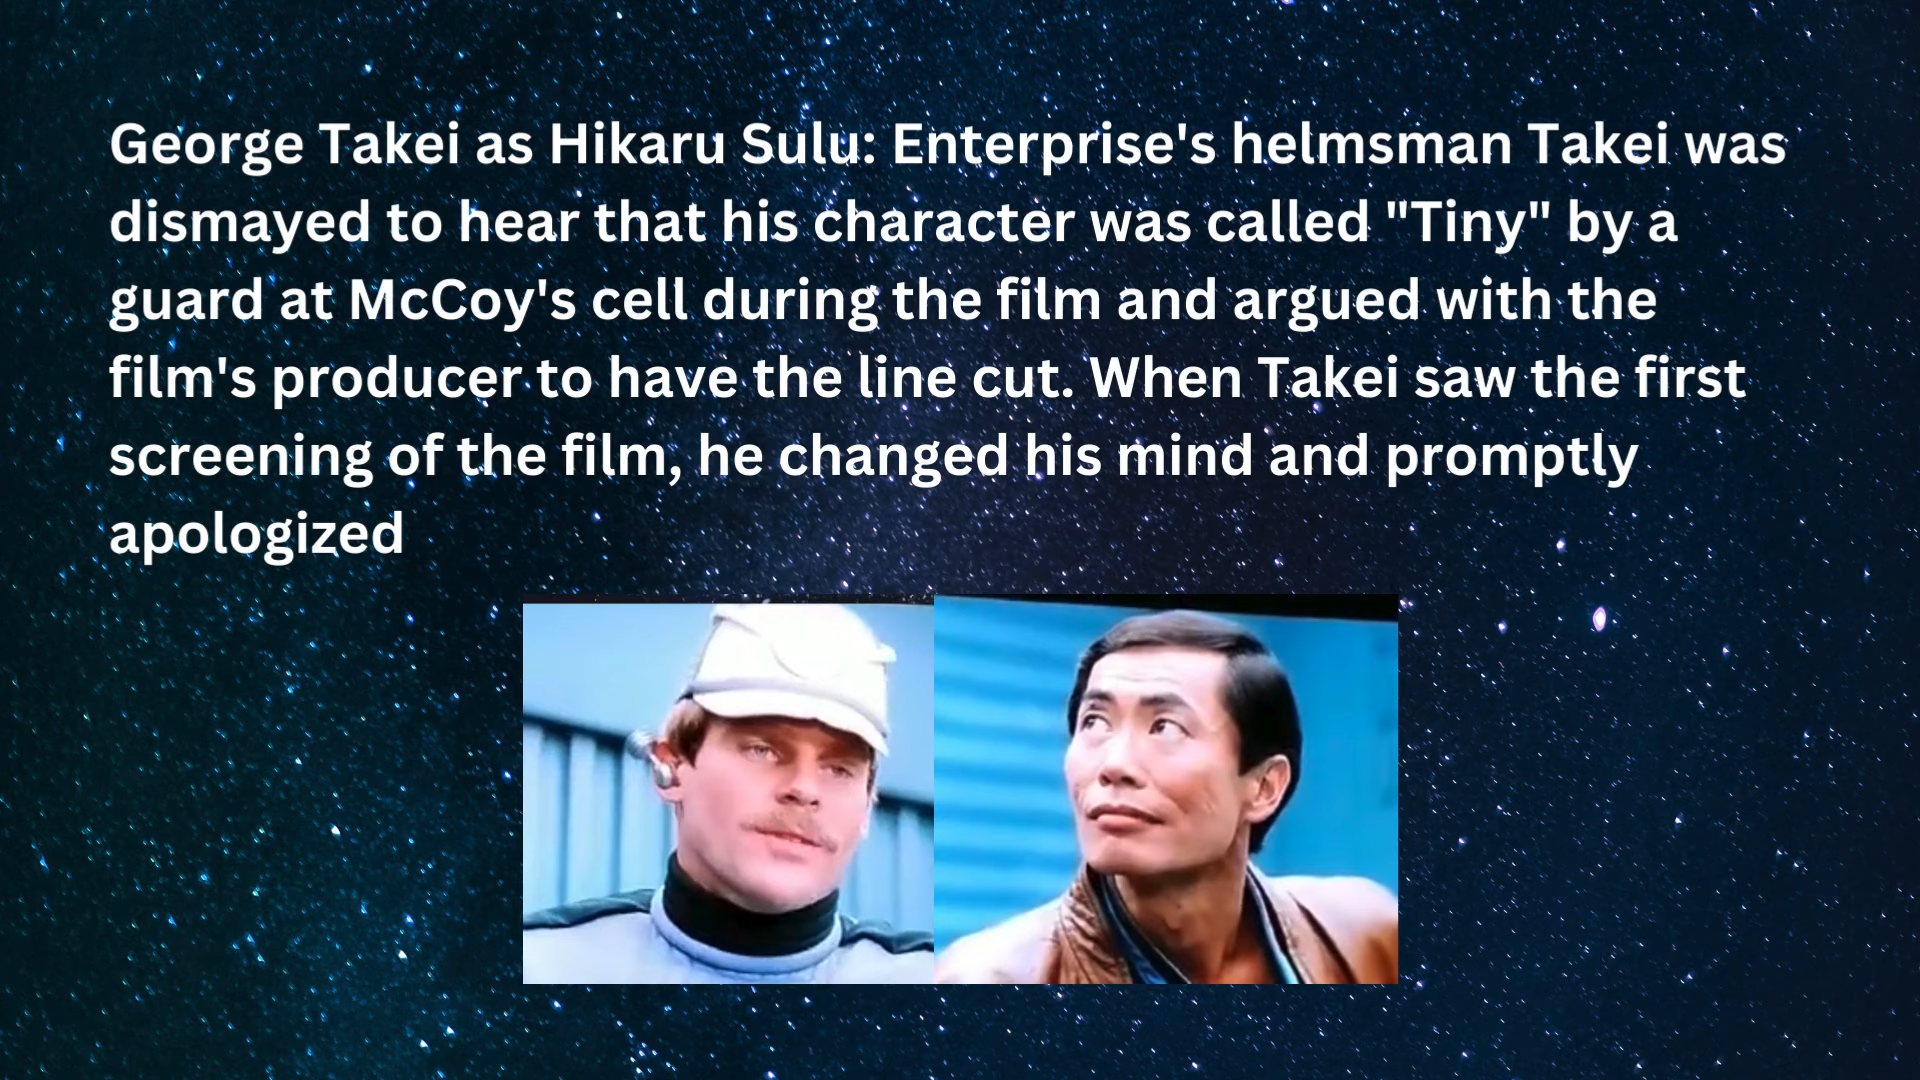 George Takei as Hikaru Sulu: Enterprise's helmsman Takei was
dismayed to hear that his character was called "Tiny" by a
guard at McCoy's cell during the film and argued with the
film's producer to have the line cut. When Takei saw the first
screening of the film, he changed his mind and promptly
apologized